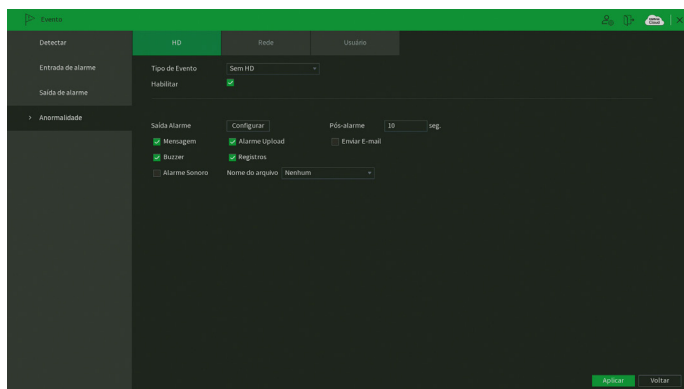 Evento
Detectar
Entrada de alarme
Saída de alarme
Anormalidade
HD Rede Usuário
Tipo de Evento Sem HD
Habilitar
Saída Alarme Configurar Pós-alarme 10 seg.
Mensagem Alarme Upload Enviar E-mail
Buzzer Registros
Alarme Sonoro Nome do arquivo Nenhum
Aplicar Voltar